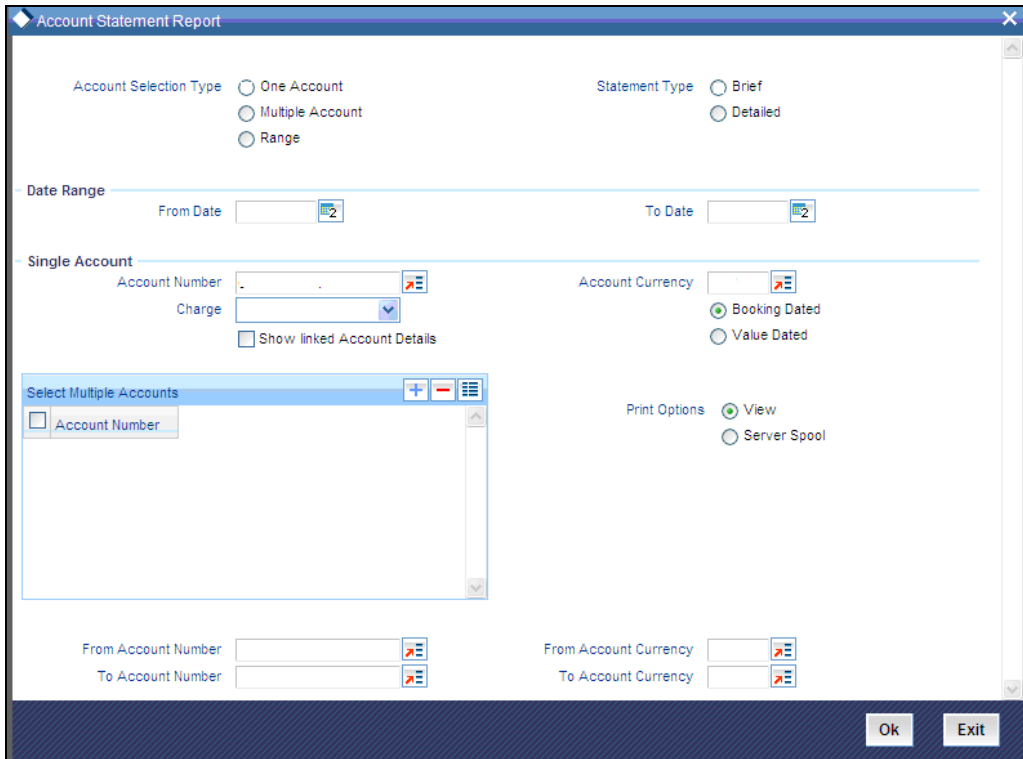 Account Statement Report
Account Selection Type One Account Statement Type Brief
Multiple Account Detailed
Range
Date Range
From Date 2 To Date 2
Single Account
Account Number Account Currency
Charge Booking Dated
Show linked Account Details Value Dated
Select Multiple Accounts
Account Number
Print Options View
Server Spool
From Account Number From Account Currency
To Account Number To Account Currency
Ok Exit